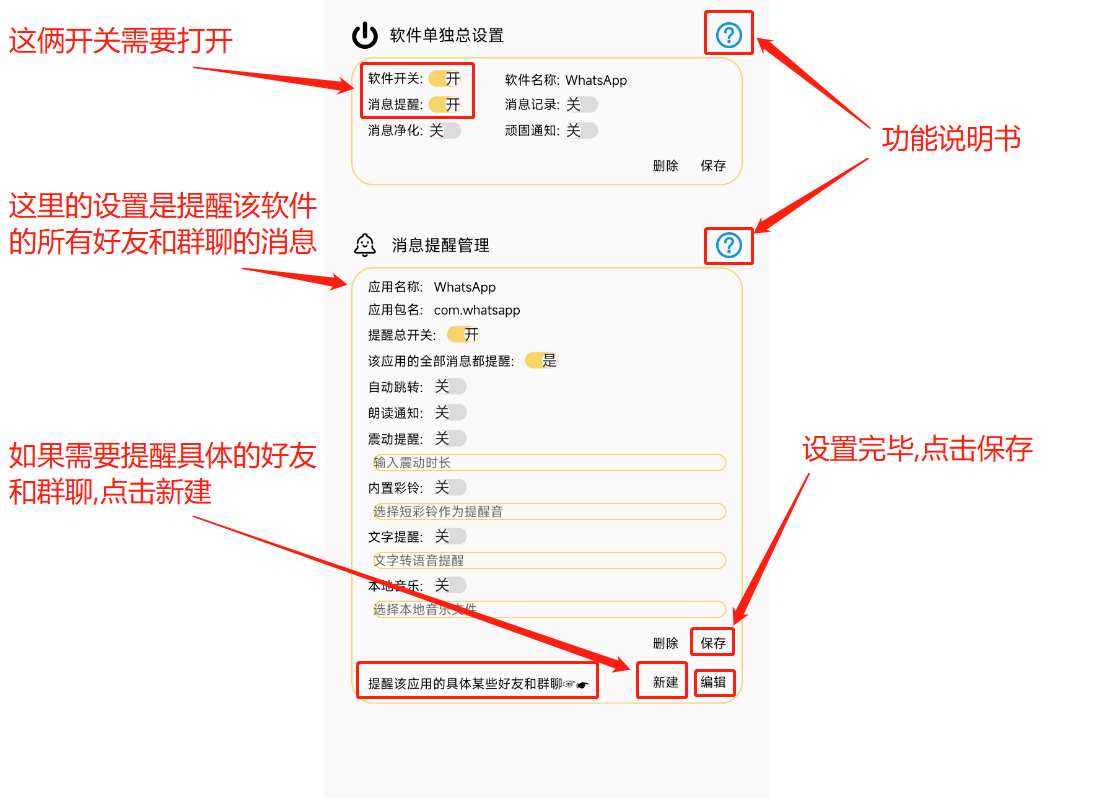 这俩开关需要打开
软件单独总设置
软件开关: 开 软件名称: WhatsApp
消息提醒: 开 消息记录: 关
消息净化: 关 顽固通知: 关
删除 保存
功能说明书
这里的设置是提醒该软件
的所有好友和群聊的消息
消息提醒管理
应用名称: WhatsApp
应用包名: com.whatsapp
提醒总开关: 开
该应用的全部消息都提醒: 是
自动跳转: 关
朗读通知: 关
震动提醒: 关
输入震动时长
内置彩铃: 关
选择短彩铃作为提醒音
文字提醒: 关
文字转语音提醒
本地音乐: 关
选择本地音乐文件
如果需要提醒具体的好友
和群聊,点击新建
设置完毕,点击保存
删除 保存
提醒该应用的具体某些好友和群聊☞☛ 新建 编辑